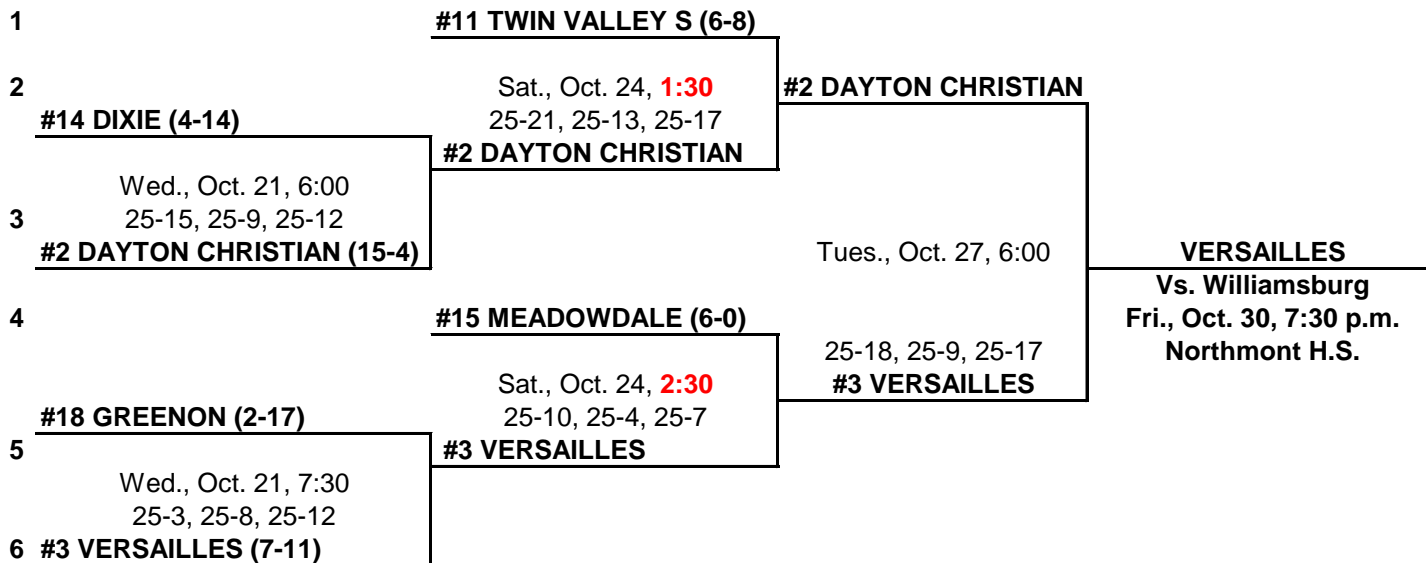 1
#11 TWIN VALLEY S (6-8)
2
Sat., Oct. 24, 1:30
#2 DAYTON CHRISTIAN
#14 DIXIE (4-14)
25-21, 25-13, 25-17
#2 DAYTON CHRISTIAN
Wed., Oct. 21, 6:00
3
25-15, 25-9, 25-12
#2 DAYTON CHRISTIAN (15-4)
Tues., Oct. 27, 6:00
VERSAILLES
Vs. Williamsburg
4
#15 MEADOWDALE (6-0)
Fri., Oct. 30, 7:30 p.m.
25-18, 25-9, 25-17
Northmont H.S.
Sat., Oct. 24, 2:30
#3 VERSAILLES
#18 GREENON (2-17)
25-10, 25-4, 25-7
5
#3 VERSAILLES
Wed., Oct. 21, 7:30
25-3, 25-8, 25-12
6 #3 VERSAILLES (7-11)